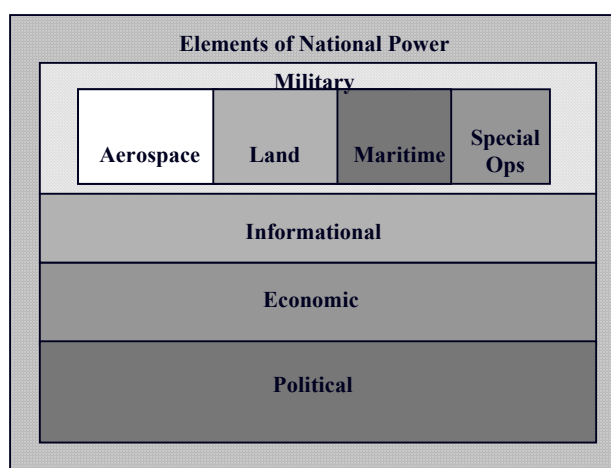 Elements of National Power
Military
Aerospace Land Maritime Special
Ops
Informational
Economic
Political